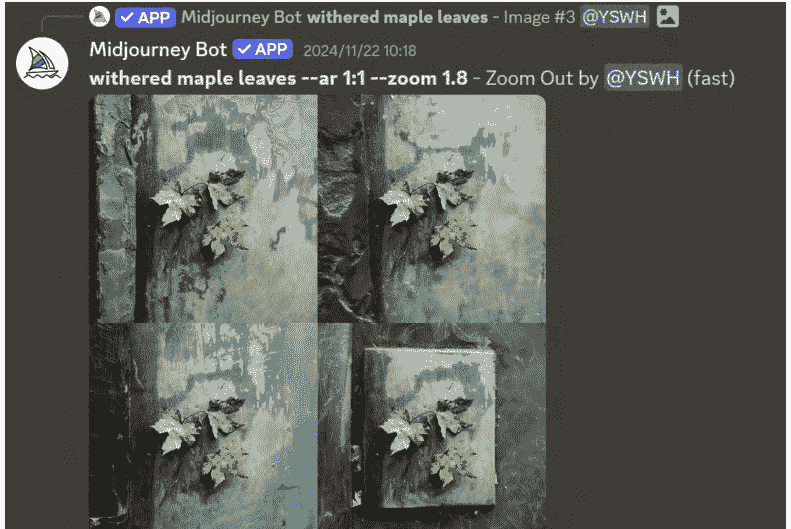 ✓ APP Midjourney Bot withered maple leaves - Image #3 @YSWH
Midjourney Bot ✓ APP 2024/11/22 10:18
withered maple leaves --ar 1:1 --zoom 1.8 - Zoom Out by @YSWH (fast)